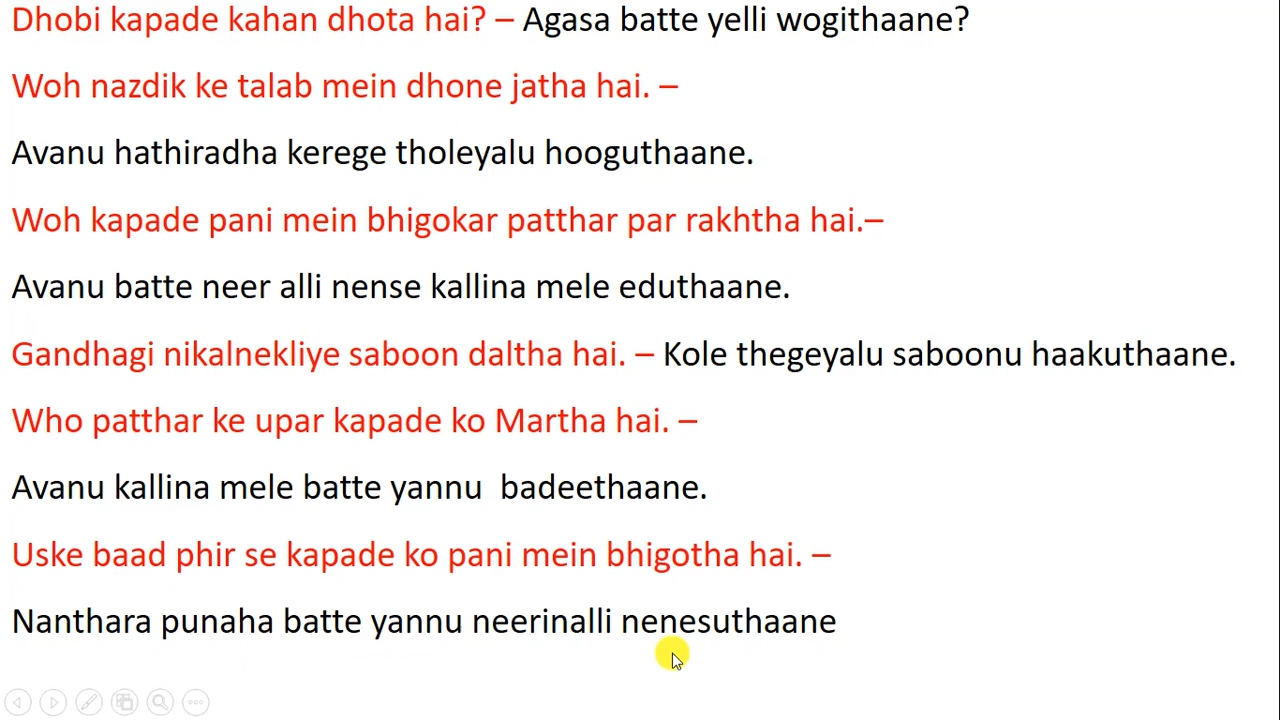 Dhobi kapade kahan dhota hai? – Agasa batte yelli wogithaane?
Woh nazdik ke talab mein dhone jatha hai. –
Avanu hathiradha kerege tholeyalu hooguthaane.
Woh kapade pani mein bhigokar patthar par rakhtha hai.–
Avanu batte neer alli nense kallina mele eduthaane.
Gandhagi nikalnekliye saboon daltha hai. – Kole thegeyalu saboonu haakuthaane.
Who patthar ke upar kapade ko Martha hai. –
Avanu kallina mele batte yannu  badeethaane.
Uske baad phir se kapade ko pani mein bhigotha hai. –
Nanthara punaha batte yannu neerinalli nenesuthaane